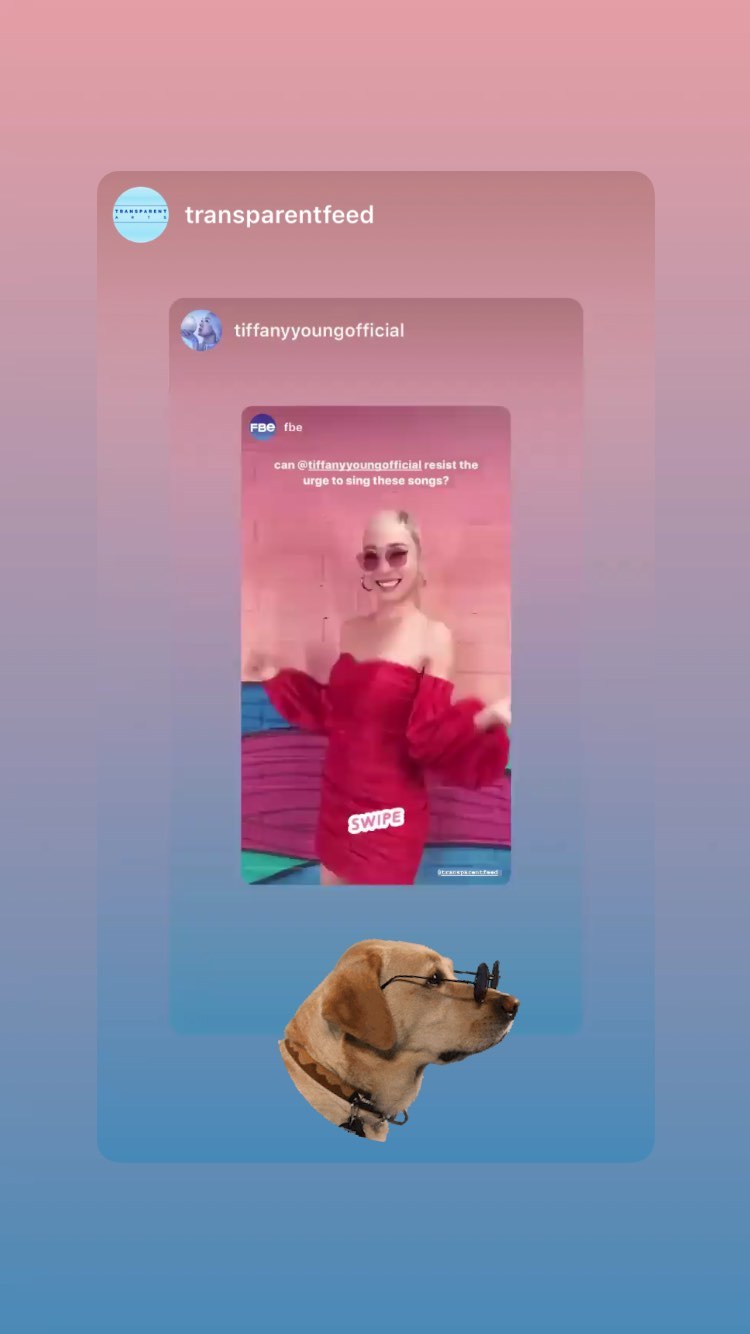 TRANSPARENT
ARTS
transparentfeed
tiffanyyoungofficial
FBE
fbe
can @tiffanyyoungofficial resist the
urge to sing these songs?
SWIPE
@transparentfeed